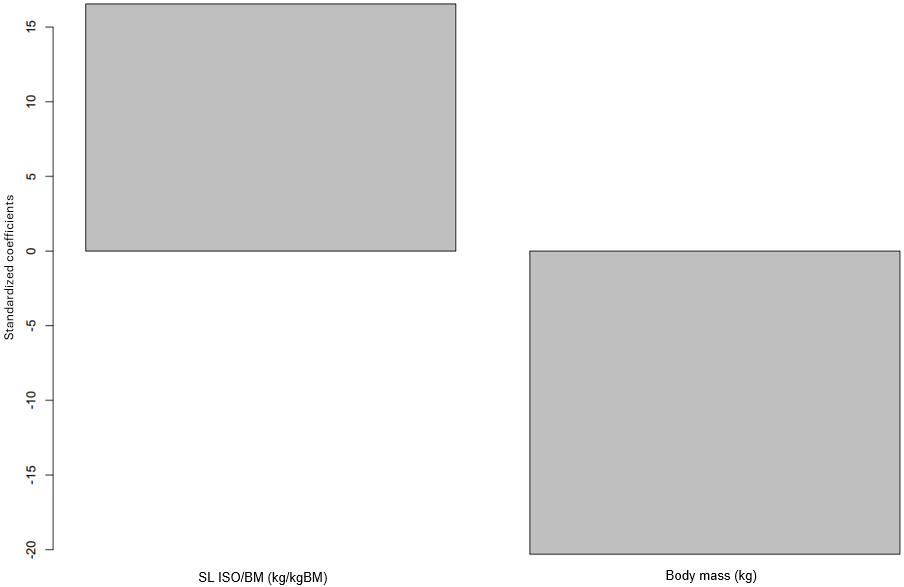 Standardized coefficients
15
10
5
0
-5
-10
-15
-20
SL ISO/BM (kg/kgBM)
Body mass (kg)